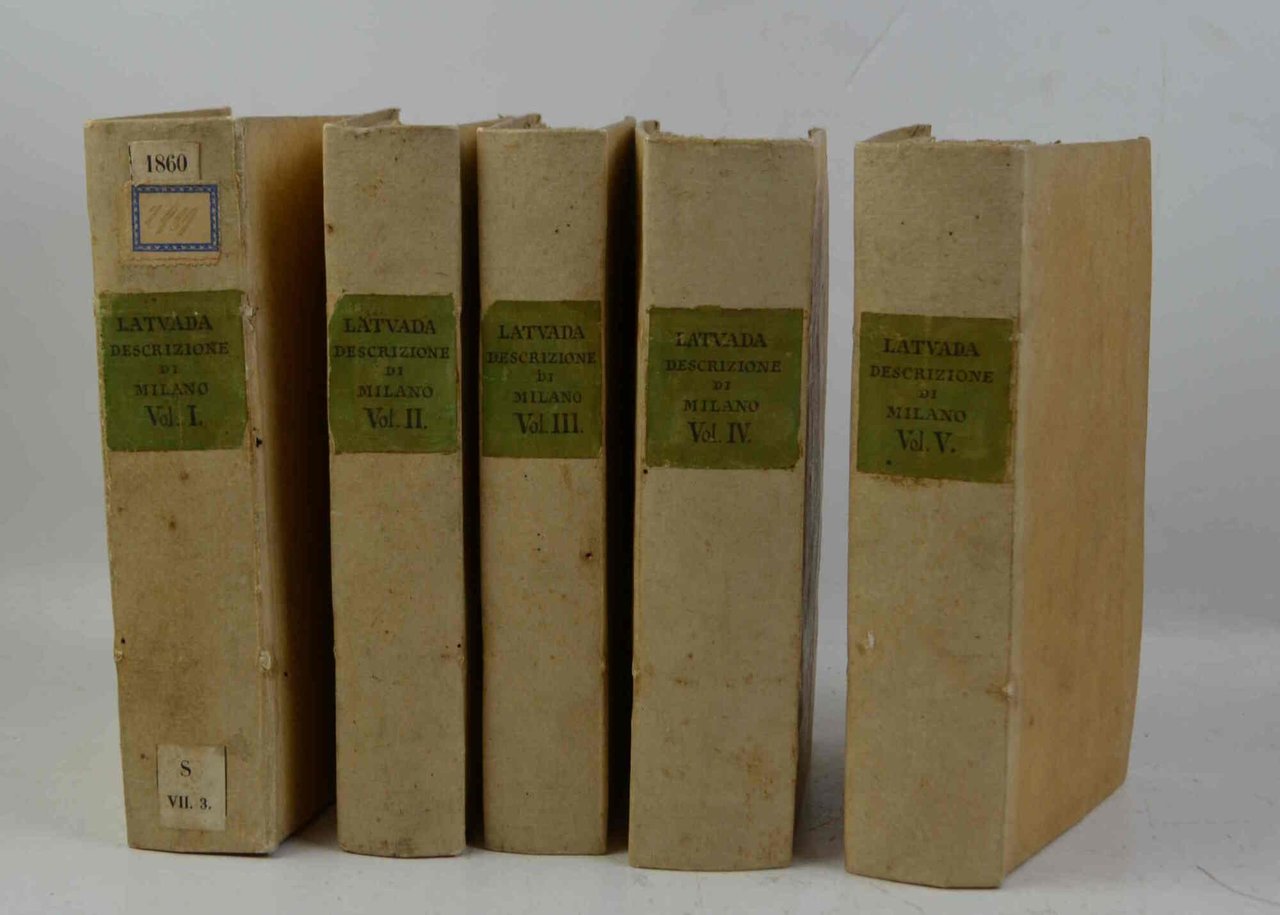 1860
LATVADA
DESCRIZIONE
DI
MILANO
Vol. I.
S
VII. 3.
LATVADA
DESCRIZIONE
DI
MILANO
Vol. II.
LATVADA
DESCRIZIONE
DI
MILANO
Vol. III.
LATVADA
DESCRIZIONE
DI
MILANO
Vol. IV.
LATVADA
DESCRIZIONE
DI
MILANO
Vol. V.